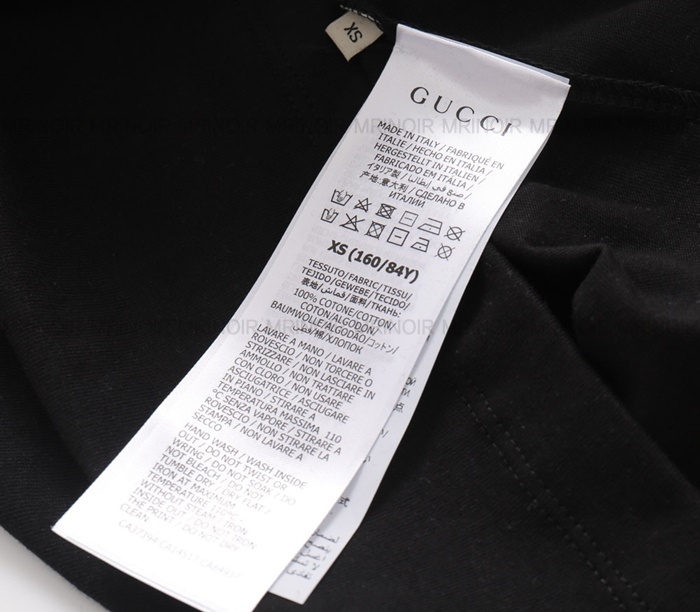 XS
GUCCI
MRINOIR MRINOIR MRINOIR
MADE IN ITALY / FABRIQUÉ EN
ITALIE / HECHO EN ITALIA /
HERGESTELLT IN ITALIEN /
FABRICADO EM ITALIA /
イタリア製 / صنع في إيطاليا /
产地:意大利 / СДЕЛАНО В
ИТАЛИИ
XS (160/84Y)
TESSUTO/FABRIC/TISSU/
TEJIDO/GEWEBE/TECIDO/
表地/قماش/面料/ТКАНЬ:
100% COTONE/COTTON/
COTON/ALGODON/
BAUMWOLLE/ALGODÃO/コットン/
قطن/棉/ХЛОПОК
LAVARE A MANO / LAVARE A
ROVESCIO / NON TORCERE O
STRIZZARE / NON LASCIARE IN
AMMOLLO / NON TRATTARE
CON CLORO / NON USARE
ASCIUGATRICE / ASCIUGARE
IN PIANO / STIRARE A
TEMPERATURA MASSIMA 110
°C SENZA VAPORE / STIRARE A
ROVESCIO / NON STIRARE LA
STAMPA / NON LAVARE A
SECCO
HAND WASH / WASH INSIDE
OUT / DO NOT TWIST OR
WRING / DO NOT SOAK / DO
NOT BLEACH / DO NOT
TUMBLE DRY / DRY FLAT /
IRON AT MAXIMUM
TEMPERATURE 110°C
WITHOUT STEAM / IRON
INSIDE OUT / DO NOT IRON
THE PRINT / DO NOT DRY
CLEAN